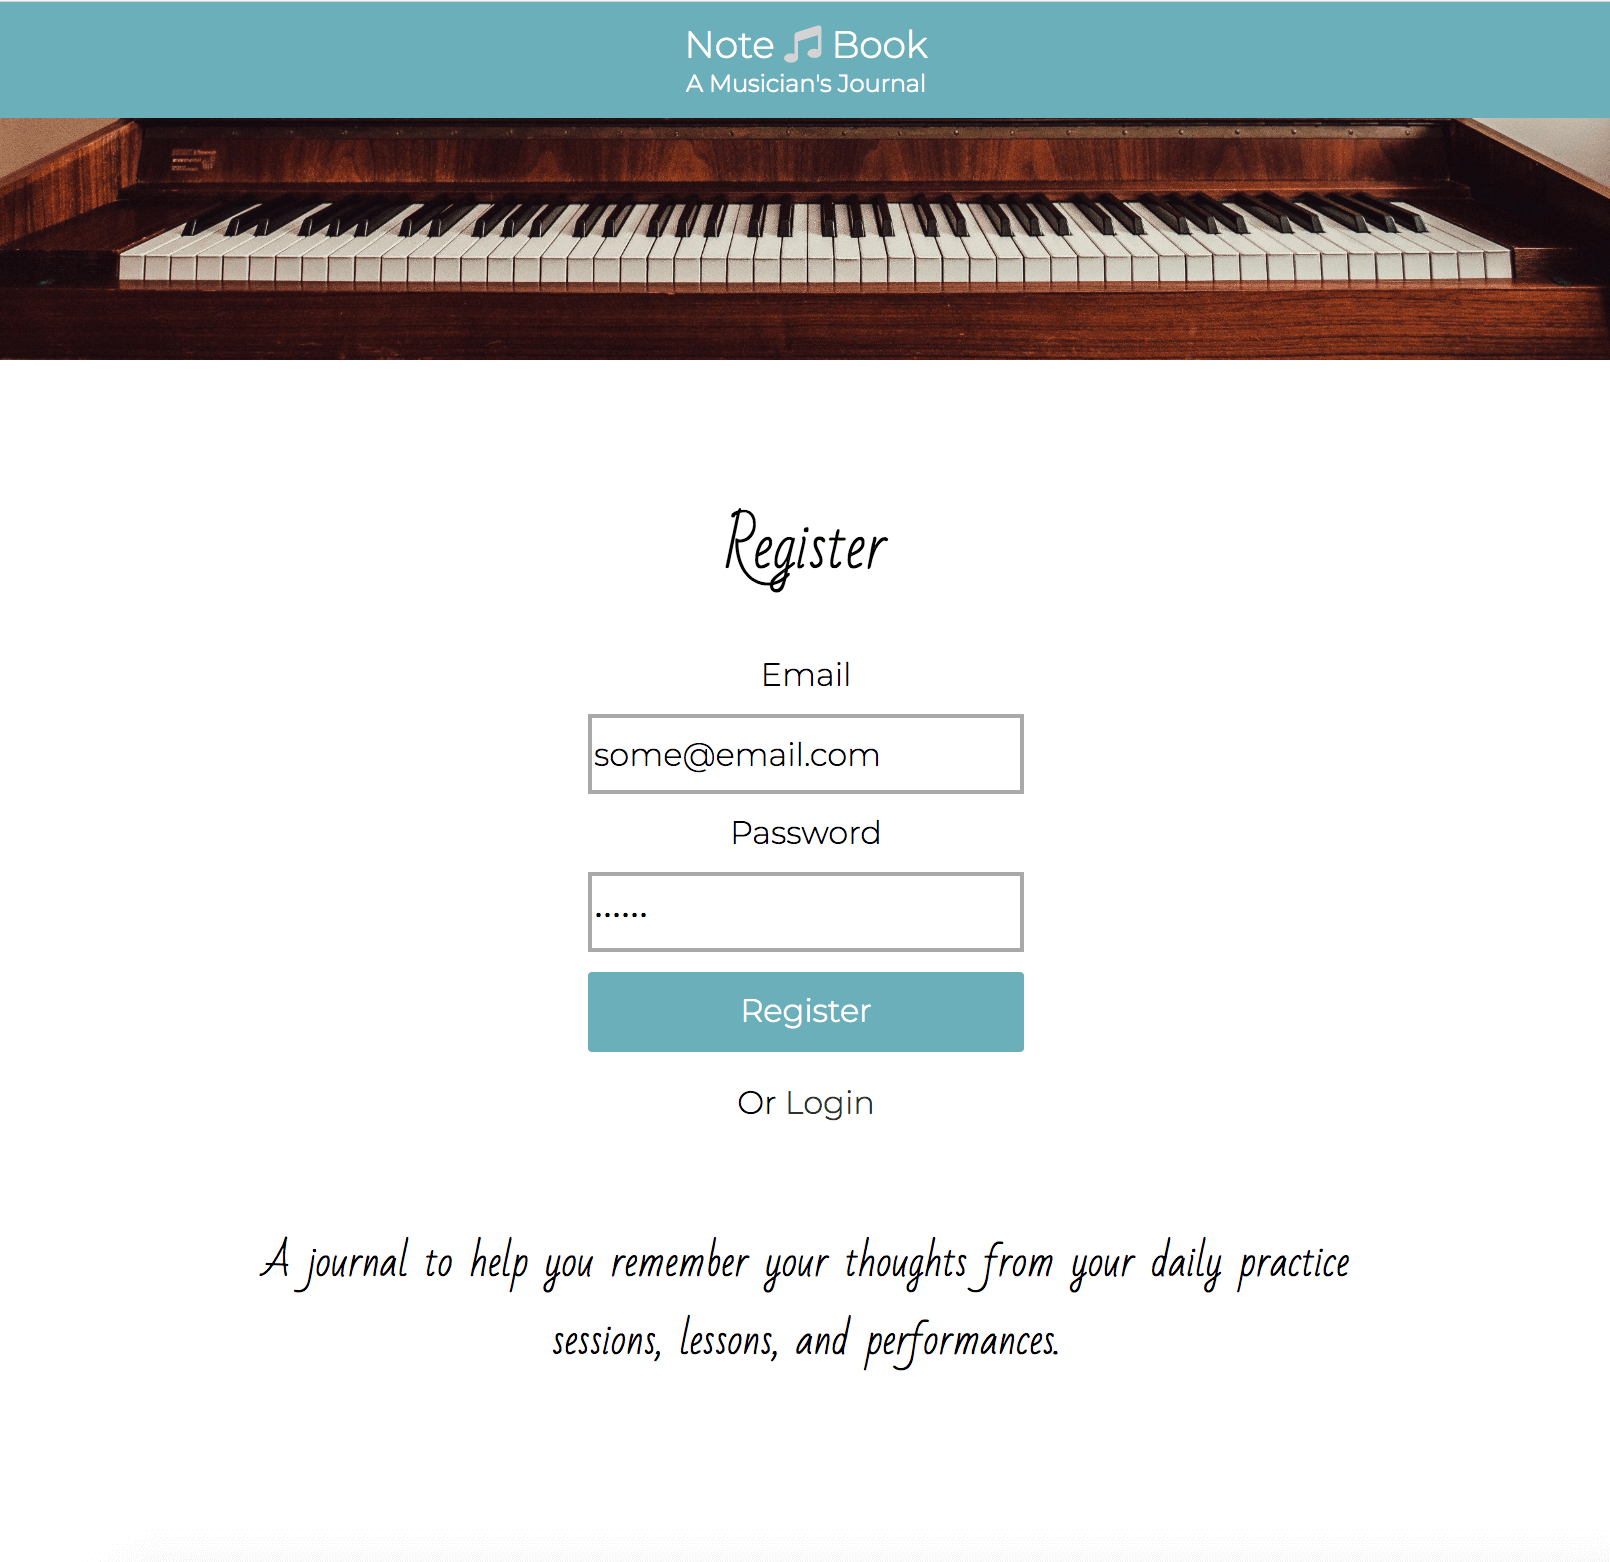 Note Book
A Musician's Journal
Register
Email
some@email.com
Password
......
Register
Or Login
A journal to help you remember your thoughts from your daily practice
sessions, lessons, and performances.